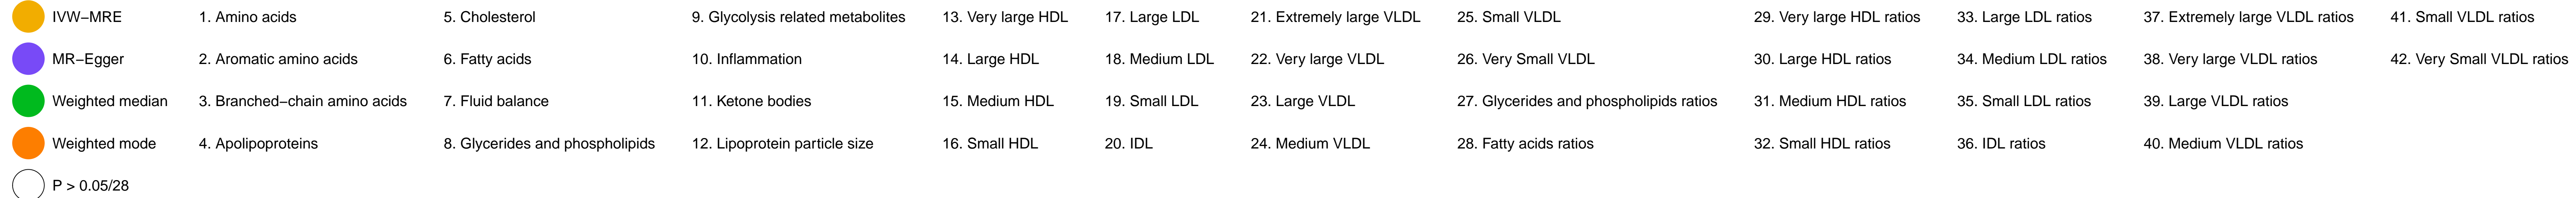 IVW−MRE 1. Amino acids 5. Cholesterol 9. Glycolysis related metabolites 13. Very large HDL 17. Large LDL 21. Extremely large VLDL 25. Small VLDL 29. Very large HDL ratios 33. Large LDL ratios 37. Extremely large VLDL ratios 41. Small VLDL ratios
MR−Egger 2. Aromatic amino acids 6. Fatty acids 10. Inflammation 14. Large HDL 18. Medium LDL 22. Very large VLDL 26. Very Small VLDL 30. Large HDL ratios 34. Medium LDL ratios 38. Very large VLDL ratios 42. Very Small VLDL ratios
Weighted median 3. Branched−chain amino acids 7. Fluid balance 11. Ketone bodies 15. Medium HDL 19. Small LDL 23. Large VLDL 27. Glycerides and phospholipids ratios 31. Medium HDL ratios 35. Small LDL ratios 39. Large VLDL ratios
Weighted mode 4. Apolipoproteins 8. Glycerides and phospholipids 12. Lipoprotein particle size 16. Small HDL 20. IDL 24. Medium VLDL 28. Fatty acids ratios 32. Small HDL ratios 36. IDL ratios 40. Medium VLDL ratios
P > 0.05/28